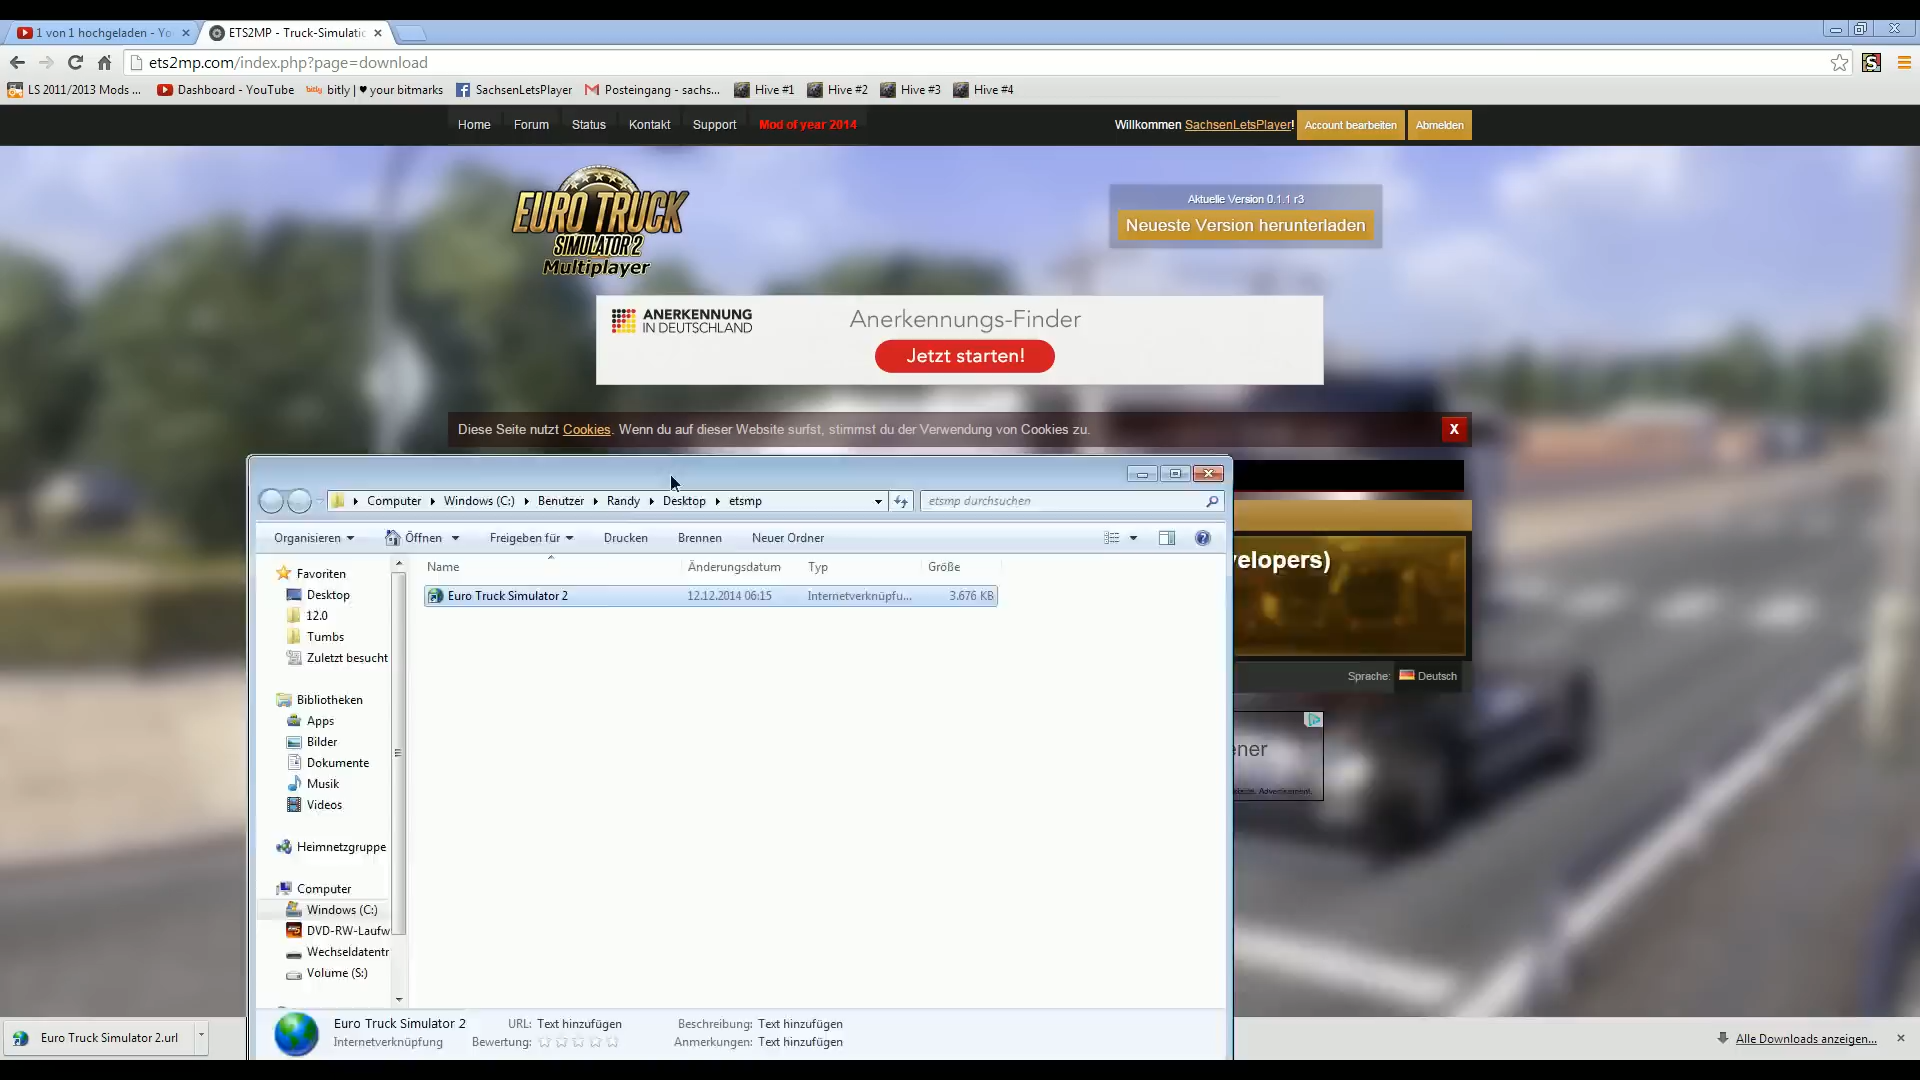 1 von 1 hochgeladen - Yo
ETS2MP - Truck-Simulatic
ets2mp.com/index.php?page=download
LS 2011/2013 Mods ...
Dashboard - YouTube
bitly
bitly | ♥ your bitmarks
SachsenLetsPlayer
Posteingang - sachs...
Hive #1
Hive #2
Hive #3
Hive #4
Home
Forum
Status
Kontakt
Support
Mod of year 2014
Willkommen SachsenLetsPlayer!
Account bearbeiten
Abmelden
EURO TRUCK
SIMULATOR 2
Multiplayer
Aktuelle Version 0.1.1 r3
Neueste Version herunterladen
ANERKENNUNG
IN DEUTSCHLAND
Anerkennungs-Finder
Jetzt starten!
Diese Seite nutzt Cookies. Wenn du auf dieser Website surfst, stimmst du der Verwendung von Cookies zu.
X
Computer
Windows (C:)
Benutzer
Randy
Desktop
etsmp
etsmp durchsuchen
Organisieren
Öffnen
Freigeben für
Drucken
Brennen
Neuer Ordner
velopers)
Name
Änderungsdatum
Typ
Größe
Euro Truck Simulator 2
12.12.2014 06:15
Internetverknüpfu...
3.676 KB
Favoriten
Desktop
12.0
Tumbs
Zuletzt besucht
Bibliotheken
Apps
Bilder
Dokumente
Musik
Videos
Heimnetzgruppe
Computer
Windows (C:)
DVD-RW-Laufw
Wechseldatentr
Volume (S:)
Sprache:
Deutsch
ener
Euro Truck Simulator 2
Internetverknüpfung
URL: Text hinzufügen
Bewertung:
Beschreibung: Text hinzufügen
Anmerkungen: Text hinzufügen
Euro Truck Simulator 2.url
Alle Downloads anzeigen...